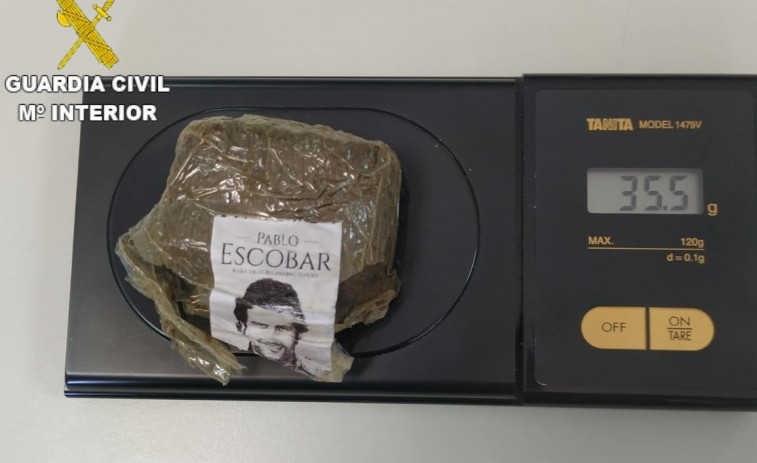 GUARDIA CIVIL
Mº INTERIOR
PABLO
ESCOBAR
TANITA MODEL 1479V
35.5 g
MAX. 120g
d=0.1g
OFF
ON
TARE